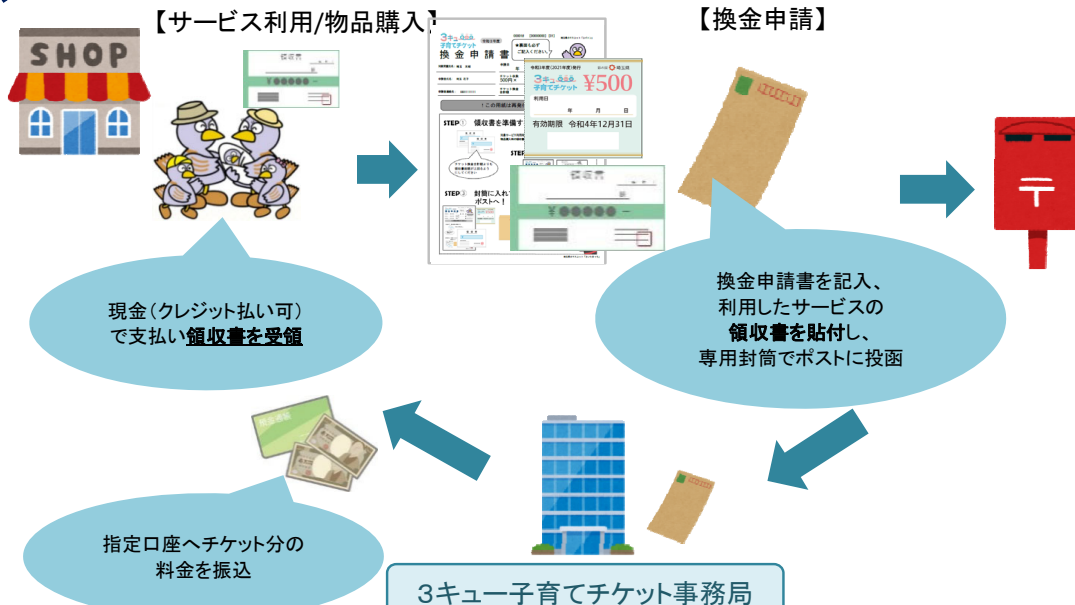 【サービス利用/物品購入】
【換金申請】
SHOP
領収書
3キュー
子育てチケット
換金申請書
STEP① 領収書を準備す
STEP
STEP③ 封筒に入れて
ポストへ！
令和3年度(2021年度)発行
3キュー
子育てチケット ¥500
利用日
年 月 日
有効期限 令和4年12月31日
領収書
現金(クレジット払い可)
で支払い領収書を受領
換金申請書を記入、
利用したサービスの
領収書を貼付し、
専用封筒でポストに投函
指定口座へチケット分の
料金を振込
3キュー子育てチケット事務局